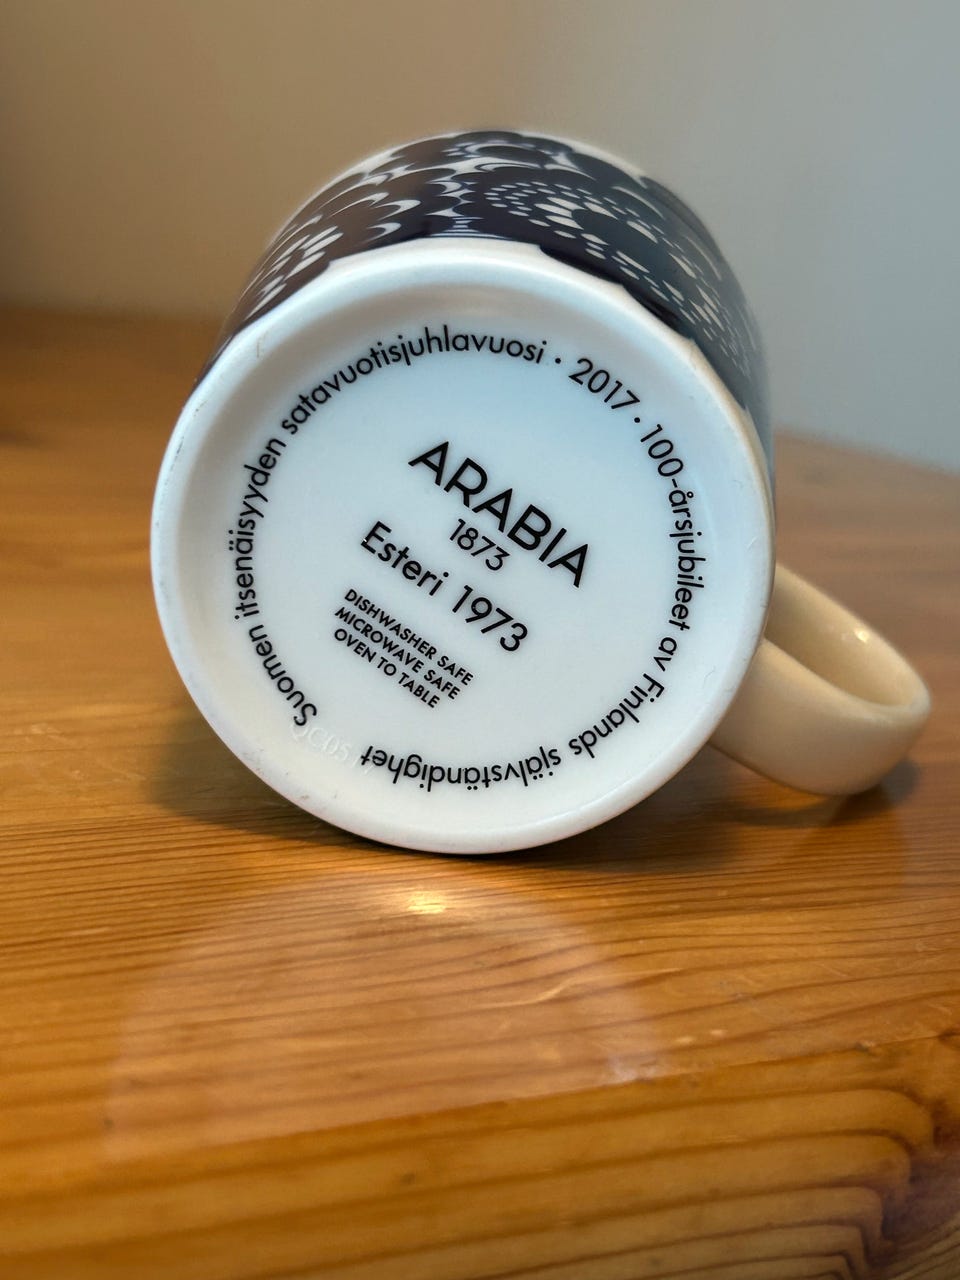 Suomen itsenäisyyden satavuotisjuhlavuosi · 2017 · 100-årsjubileet av Finlands självständighet
ARABIA
1873
Esteri 1973
DISHWASHER SAFE
MICROWAVE SAFE
OVEN TO TABLE